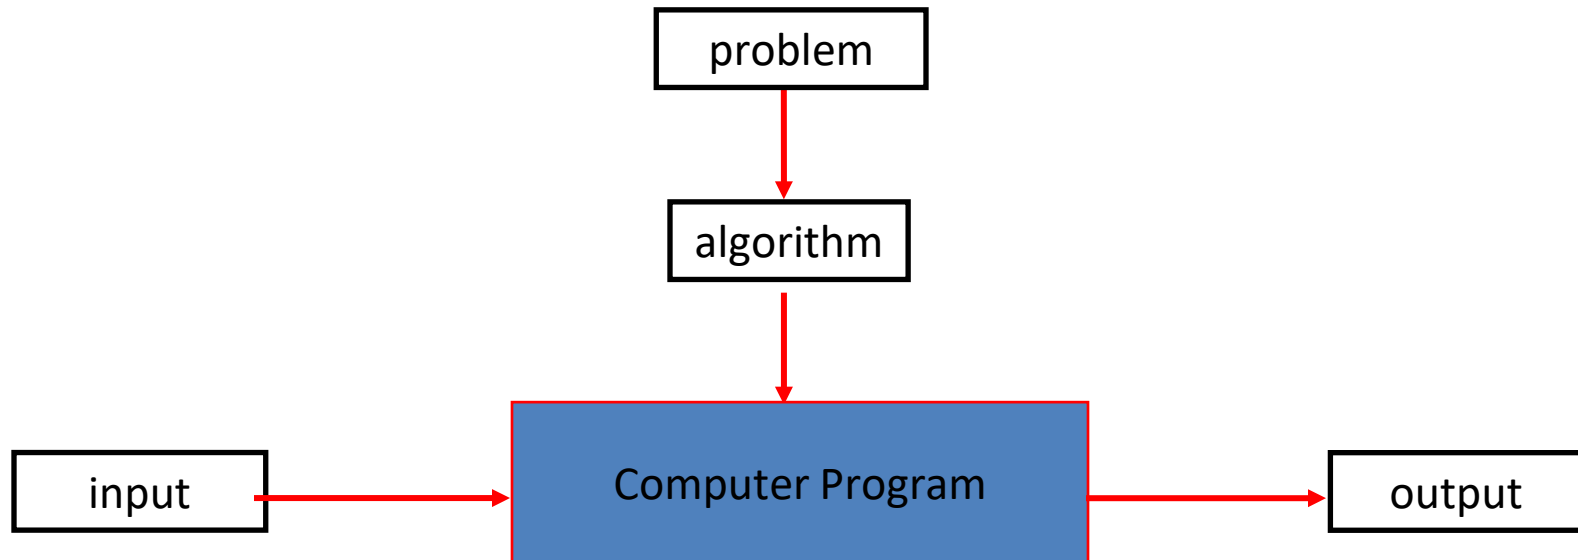 problem
algorithm
input
Computer Program
output